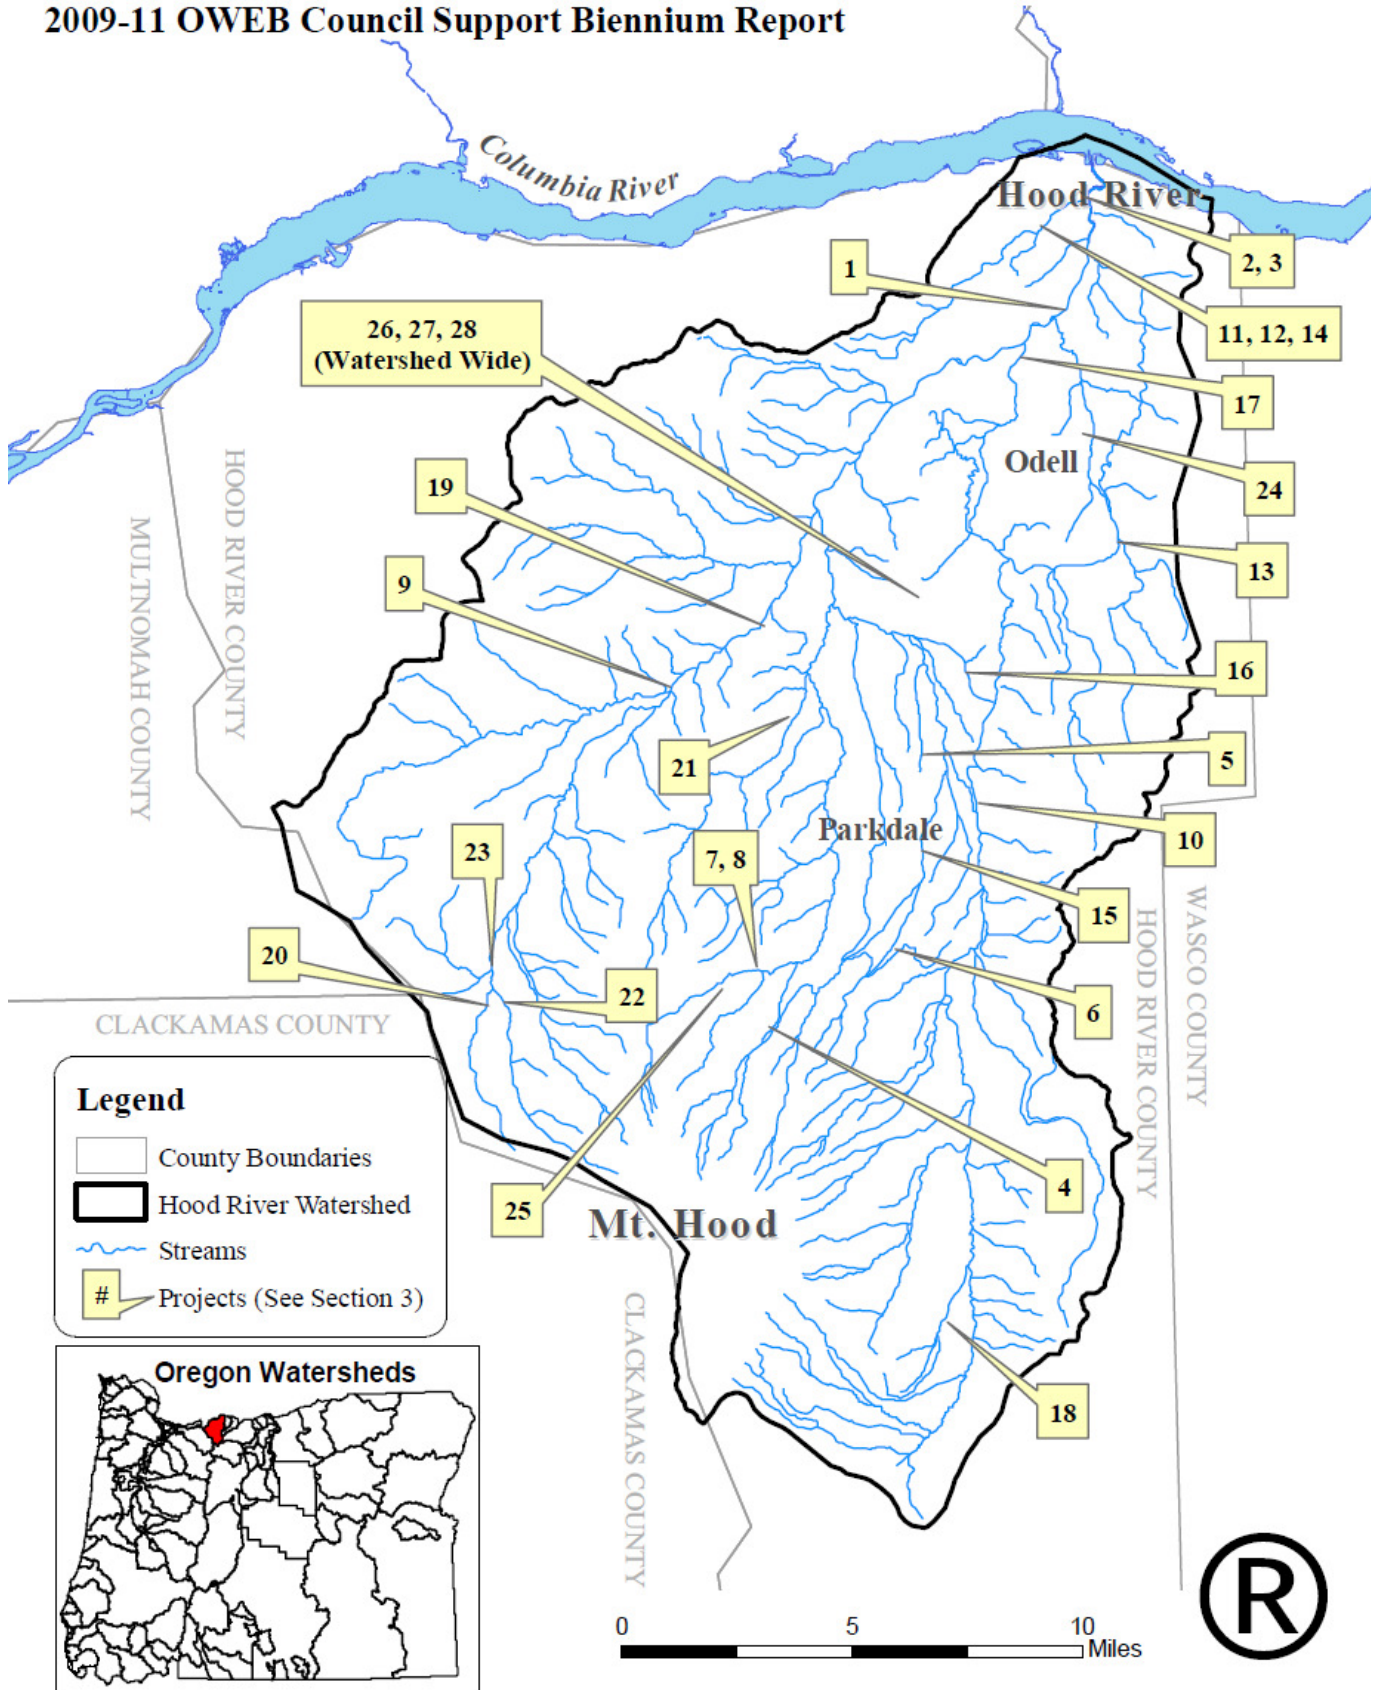 2009-11 OWEB Council Support Biennium Report
Columbia River
Hood River
2, 3
1
11, 12, 14
26, 27, 28
(Watershed Wide)
17
Odell
19
24
HOOD RIVER COUNTY
MULTNOMAH COUNTY
13
9
16
21
5
Parkdale
10
23
7, 8
15
WASCO COUNTY
HOOD RIVER COUNTY
20
22
6
CLACKAMAS COUNTY
Legend
County Boundaries
Hood River Watershed
Streams
# Projects (See Section 3)
4
25
Mt. Hood
CLACKAMAS COUNTY
18
Oregon Watersheds
R
0 5 10
Miles